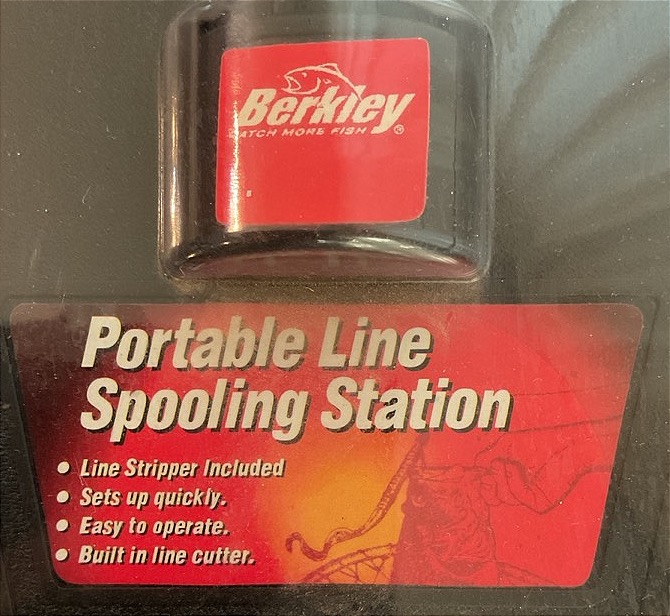 Berkley
ATCH MORE FISH ®
Portable Line
Spooling Station
• Line Stripper Included
• Sets up quickly.
• Easy to operate.
• Built in line cutter.